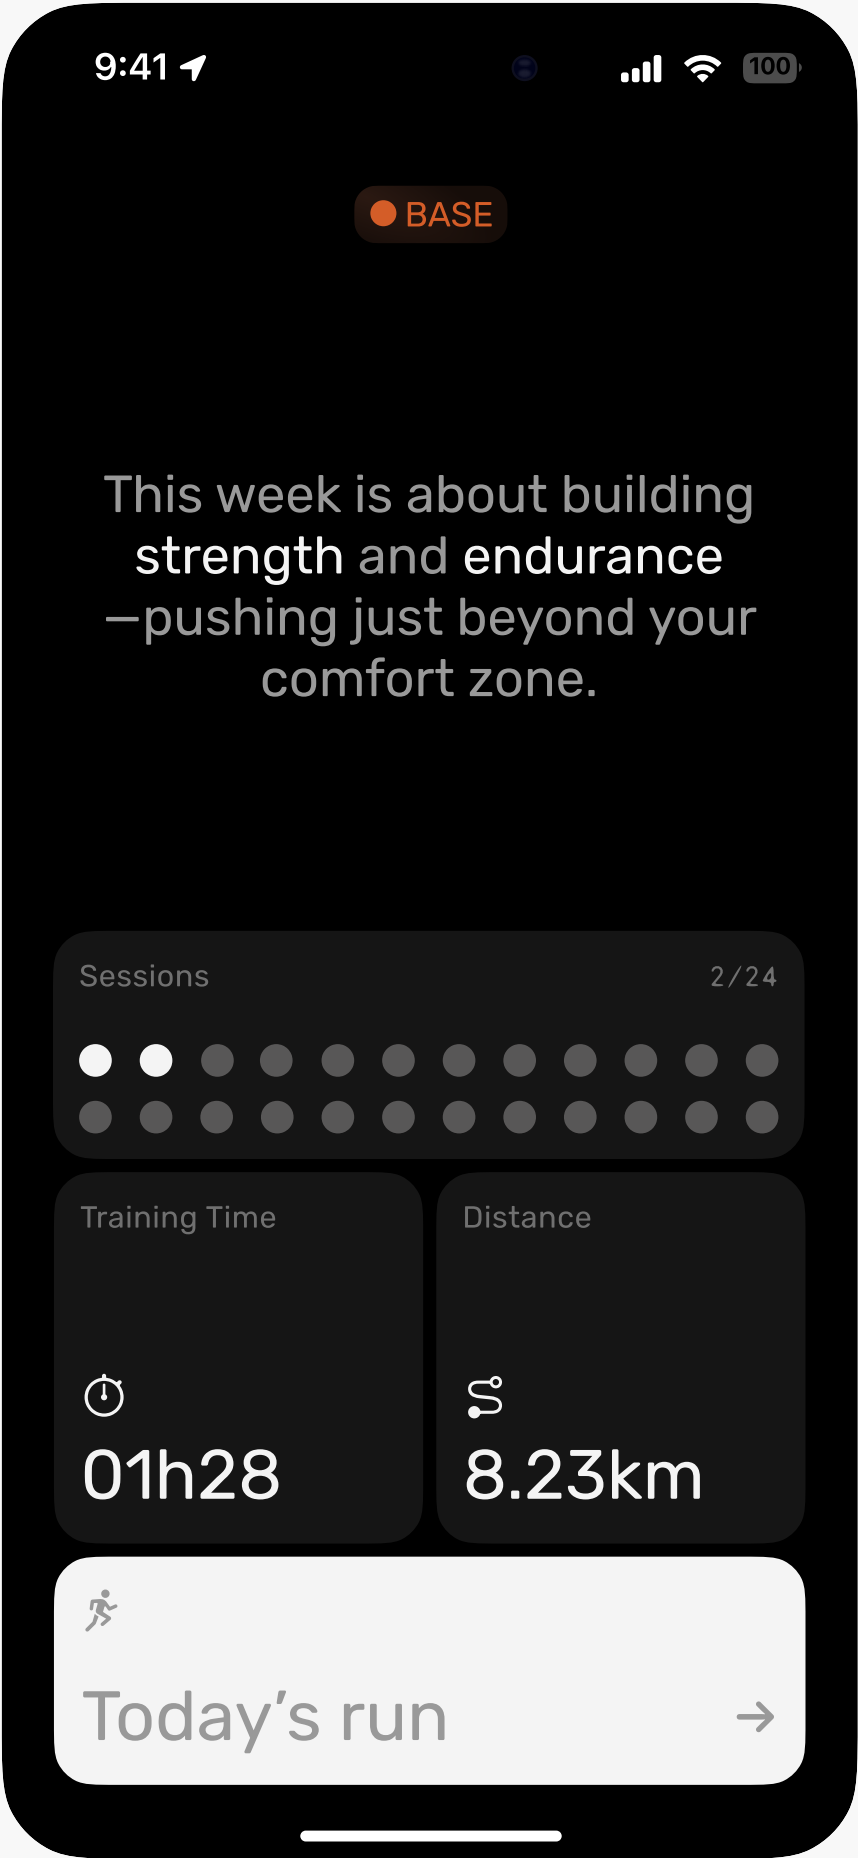 9:41
100
BASE
This week is about building
strength and endurance
—pushing just beyond your
comfort zone.
Sessions
2/24
Training Time
Distance
01h28
8.23km
Today’s run